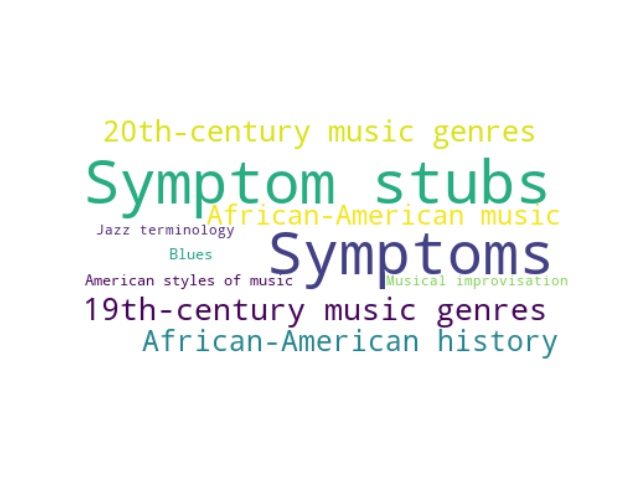 20th-century music genres
Symptom stubs
African-American music
Jazz terminology
Symptoms
Blues
American styles of music
Musical improvisation
19th-century music genres
African-American history